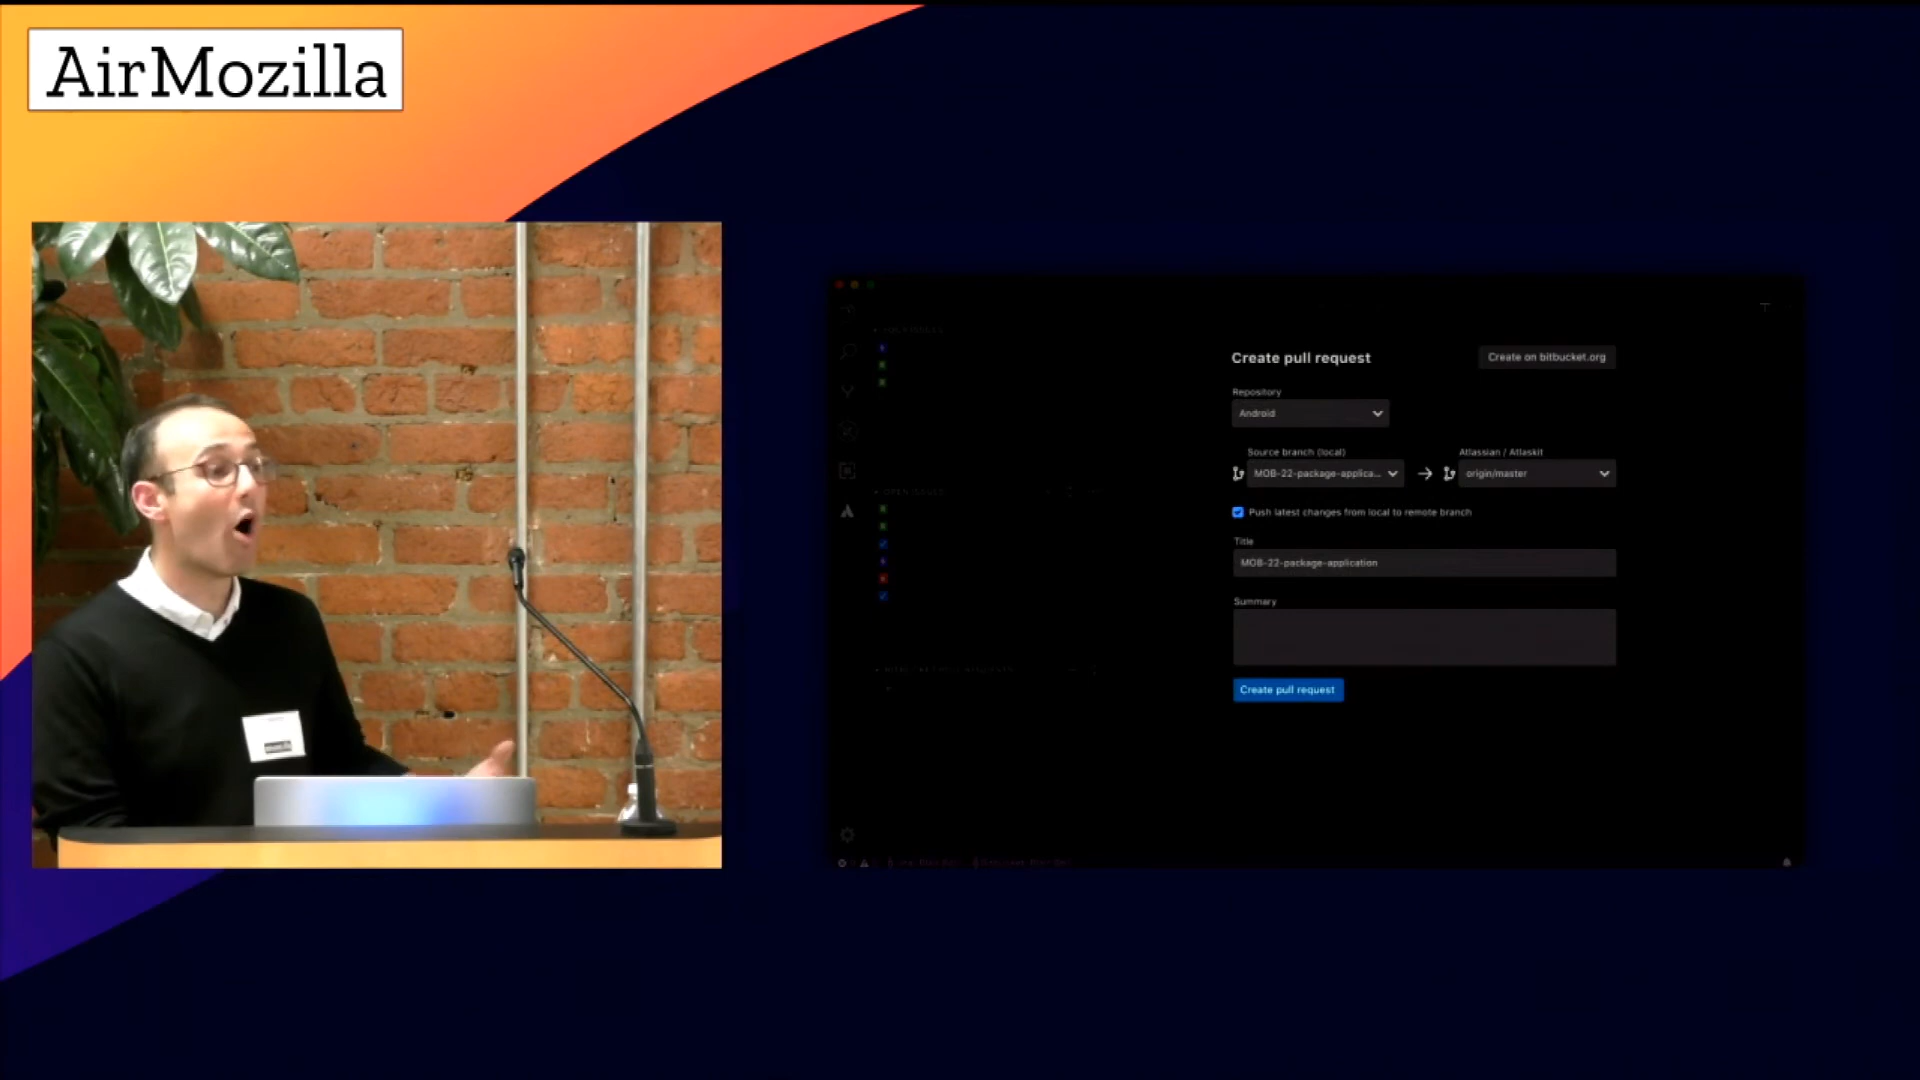 AirMozilla
Create pull request
Create on bitbucket.org
Repository
Android
Source branch (local)
Atlassian / Atlaskit
MOB-22-package-applica...
origin/master
Push latest changes from local to remote branch
Title
MOB-22-package-application
Summary
Create pull request